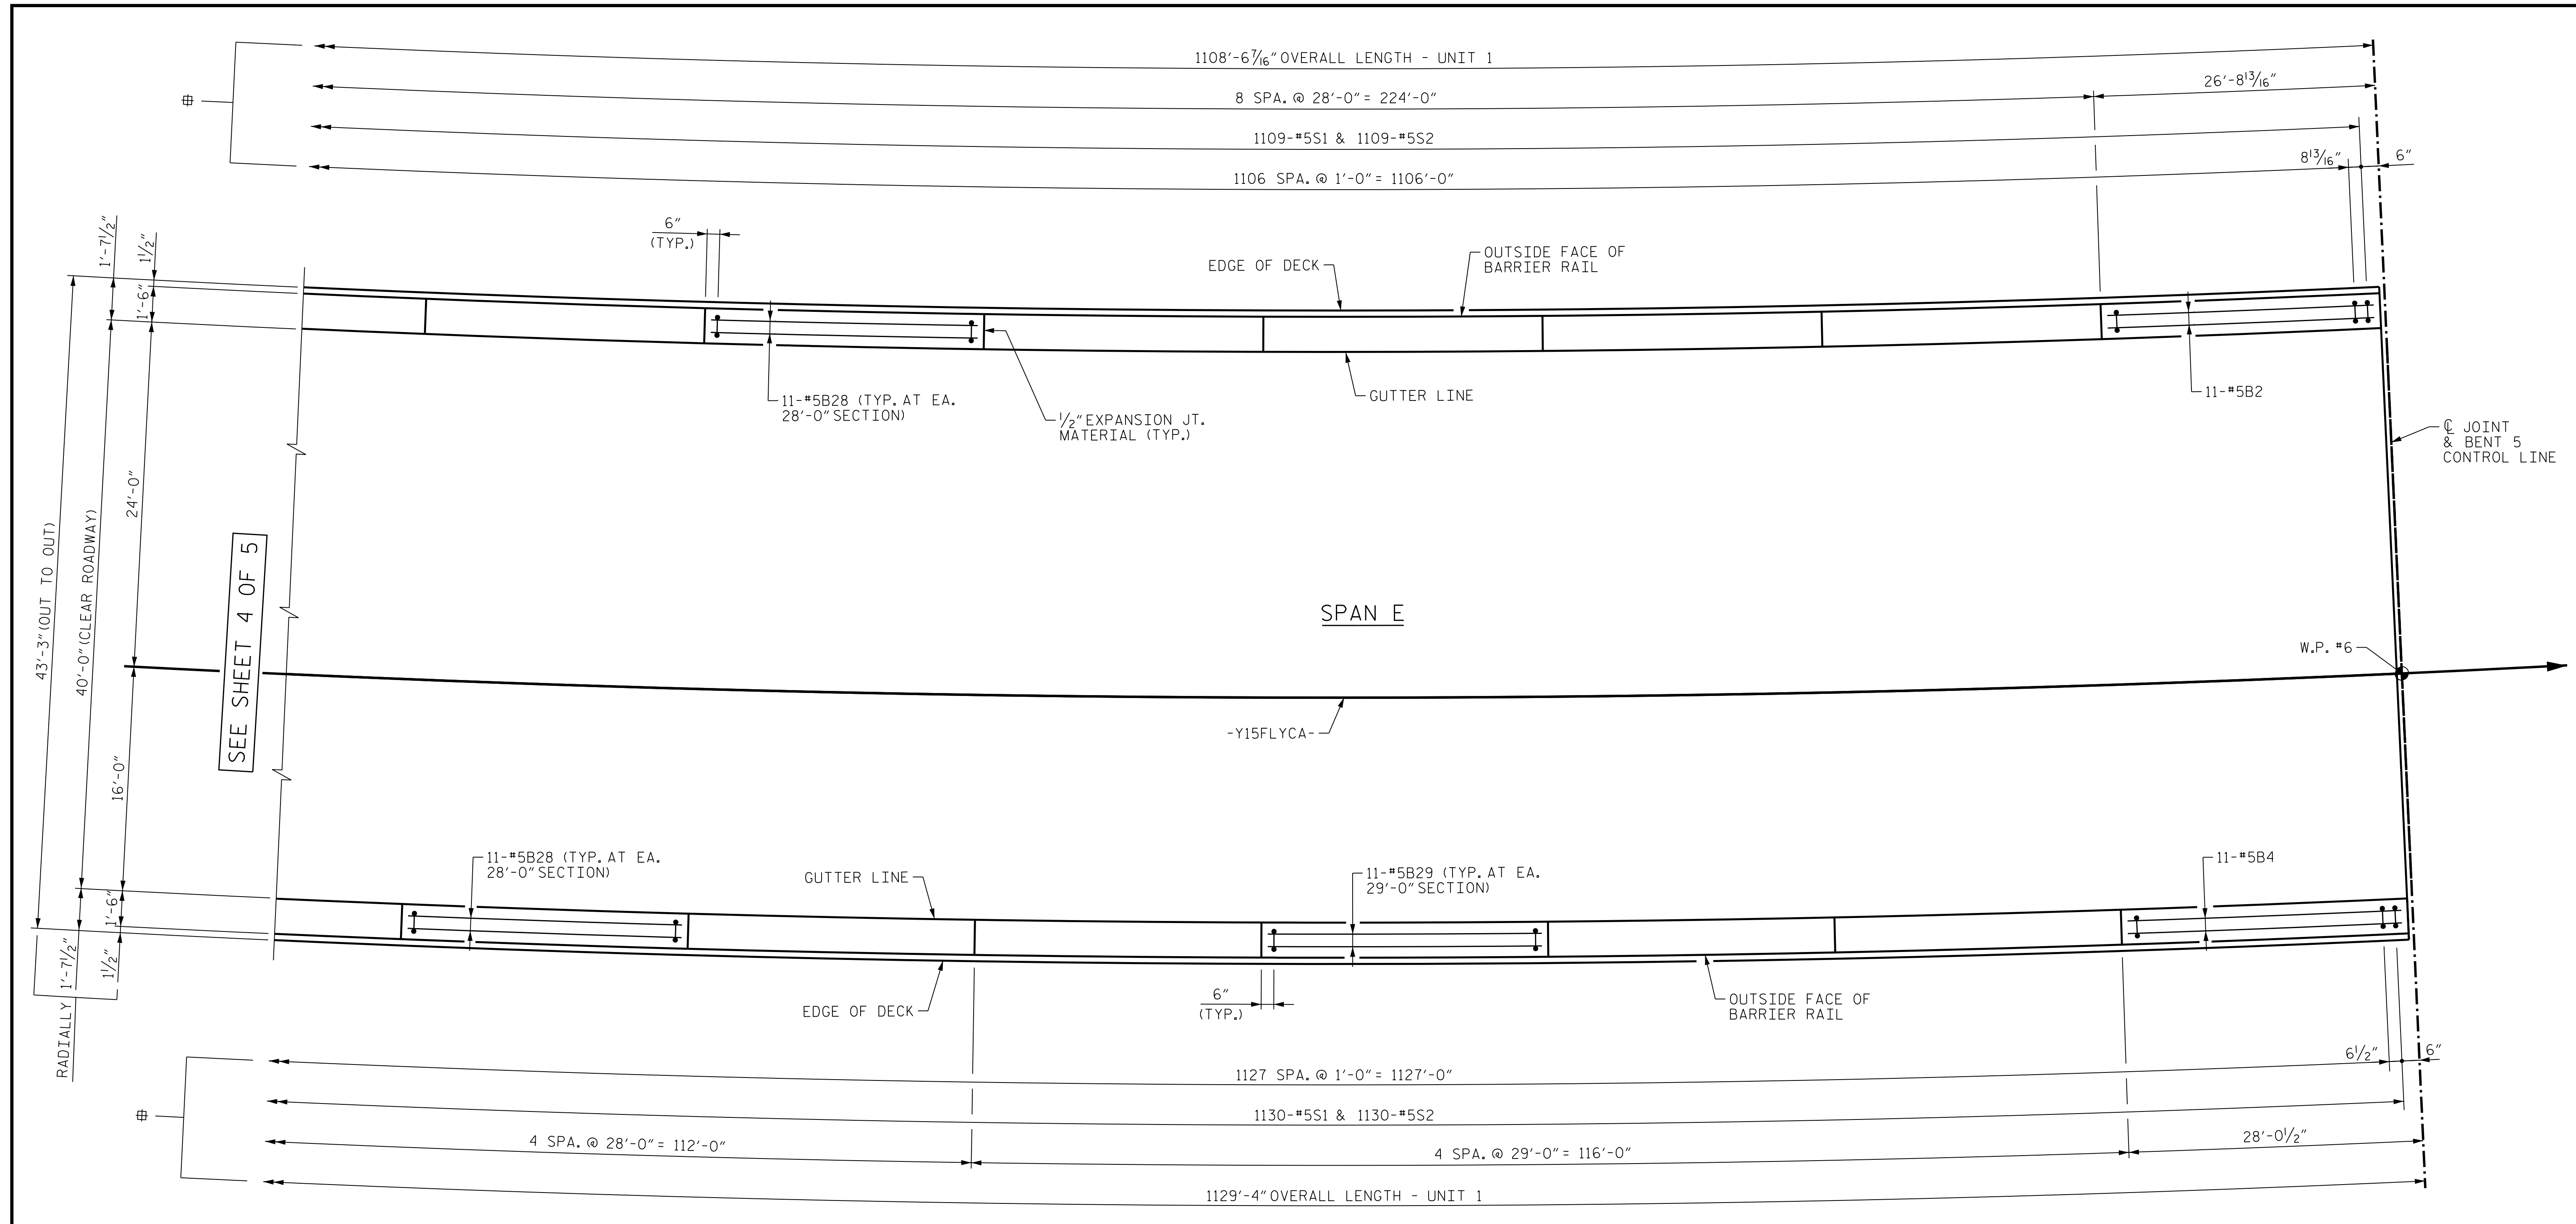 1108'-6 7/16" OVERALL LENGTH - UNIT 1
8 SPA. @ 28'-0" = 224'-0"
26'-8 13/16"
1109-#5S1 & 1109-#5S2
1106 SPA. @ 1'-0" = 1106'-0"
8 13/16"
6"
1'-7 1/2"
1 1/2"
1'-6"
6"
(TYP.)
EDGE OF DECK
OUTSIDE FACE OF
BARRIER RAIL
11-#5B28 (TYP. AT EA.
28'-0" SECTION)
1/2" EXPANSION JT.
MATERIAL (TYP.)
GUTTER LINE
11-#5B2
℄ JOINT
& BENT 5
CONTROL LINE
43'-3" (OUT TO OUT)
40'-0" (CLEAR ROADWAY)
24'-0"
SEE SHEET 4 OF 5
SPAN E
W.P. #6
-Y15FLYCA-
16'-0"
11-#5B28 (TYP. AT EA.
28'-0" SECTION)
GUTTER LINE
11-#5B29 (TYP. AT EA.
29'-0" SECTION)
11-#5B4
1'-6"
1 1/2"
RADIALLY 1'-7 1/2"
EDGE OF DECK
6"
(TYP.)
OUTSIDE FACE OF
BARRIER RAIL
6 1/2"
6"
1127 SPA. @ 1'-0" = 1127'-0"
1130-#5S1 & 1130-#5S2
4 SPA. @ 28'-0" = 112'-0"
4 SPA. @ 29'-0" = 116'-0"
28'-0 1/2"
1129'-4" OVERALL LENGTH - UNIT 1